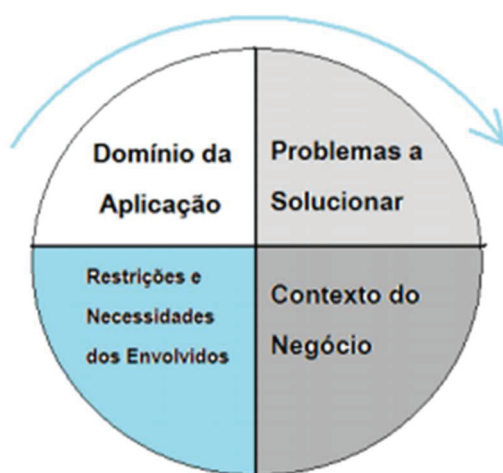 Domínio da
Aplicação
Problemas a
Solucionar
Restrições e
Necessidades
dos Envolvidos
Contexto do
Negócio